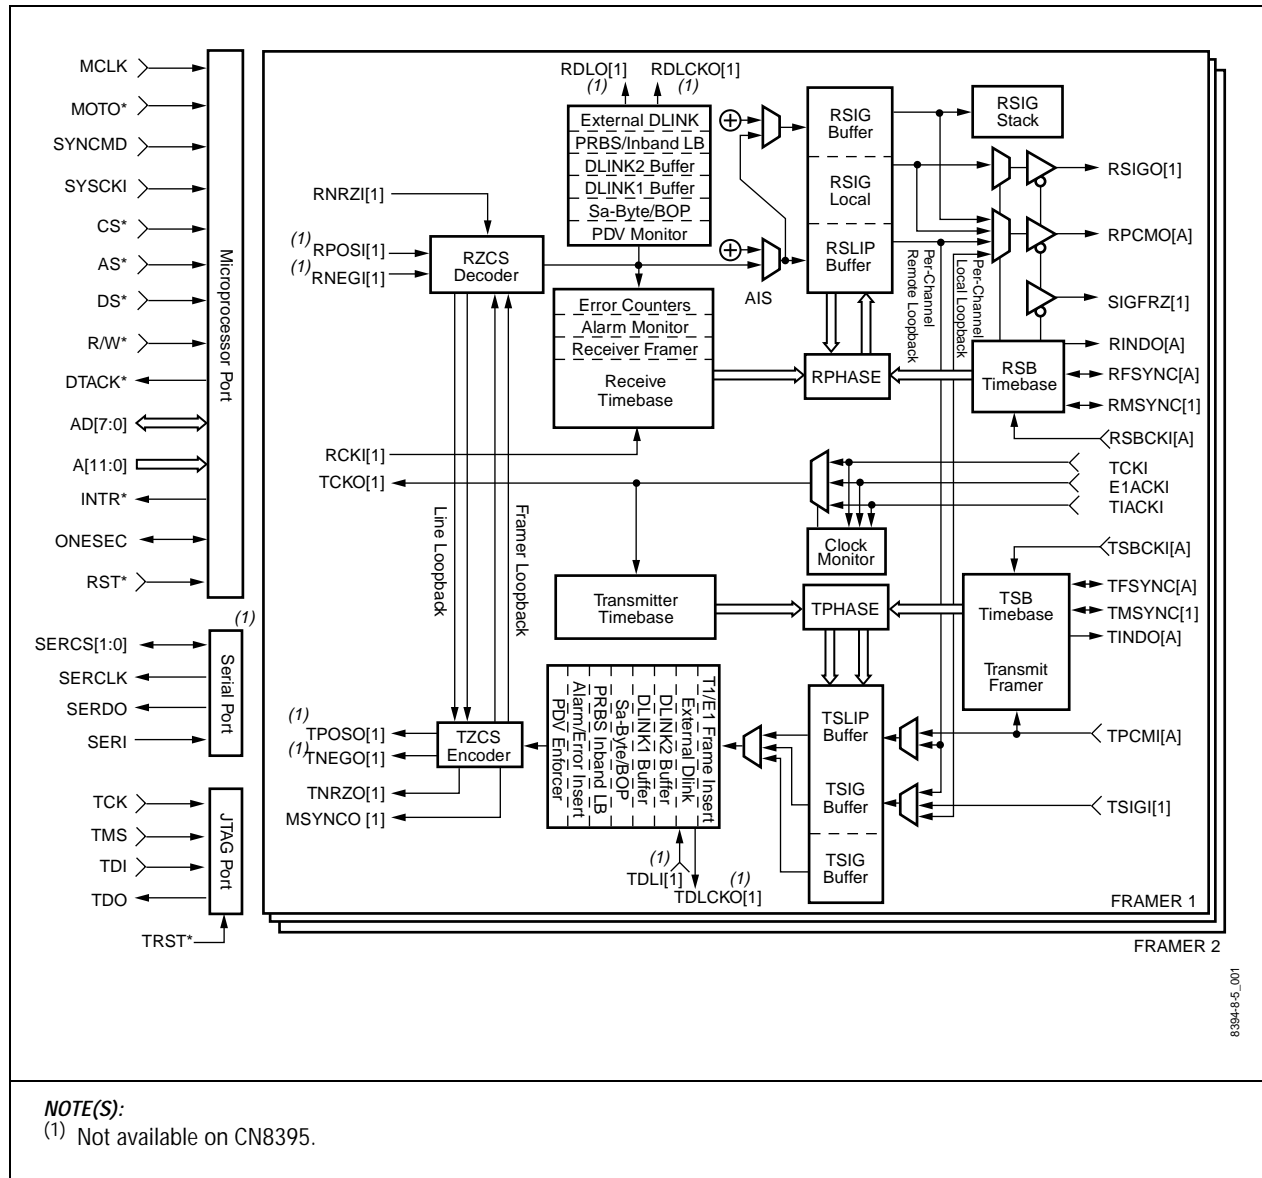 MCLK
MOTO*
SYNCMD
SYSCKI
CS*
AS*
DS*
R/W*
DTACK*
AD[7:0]
A[11:0]
INTR*
ONESEC
RST*
Microprocessor Port
(1)
SERCS[1:0]
SERCLK
SERDO
SERI
Serial Port
TCK
TMS
TDI
TDO
TRST*
JTAG Port
RDLO[1]
(1)
RDLCKO[1]
(1)
External DLINK
PRBS/Inband LB
DLINK2 Buffer
DLINK1 Buffer
Sa-Byte/BOP
PDV Monitor
RNRZI[1]
(1)
RPOSI[1]
(1)
RNEGI[1]
RZCS
Decoder
Error Counters
Alarm Monitor
Receiver Framer
Receive
Timebase
AIS
RSIG
Buffer
RSIG
Local
RSLIP
Buffer
RSIG
Stack
Per-Channel
Remote Loopback
Per-Channel
Local Loopback
RPHASE
RSB
Timebase
RSIGO[1]
RPCMO[A]
SIGFRZ[1]
RINDO[A]
RFSYNC[A]
RMSYNC[1]
RSBCKI[A]
RCKI[1]
TCKO[1]
TCKI
E1ACKI
TIACKI
Clock
Monitor
Line Loopback
Framer Loopback
Transmitter
Timebase
TPHASE
TSB
Timebase
Transmit
Framer
TSBCKI[A]
TFSYNC[A]
TMSYNC[1]
TINDO[A]
TPCMI[A]
TSIGI[1]
(1)
TPOSO[1]
(1)
TNEGO[1]
TNRZO[1]
MSYNCO [1]
TZCS
Encoder
T1/E1 Frame Insert
External Dlink
DLINK2 Buffer
DLINK1 Buffer
Sa-Byte/BOP
PRBS Inband LB
Alarm/Error Insert
PDV Enforcer
(1)
TDLI[1]
(1)
TDLCKO[1]
TSLIP
Buffer
TSIG
Buffer
TSIG
Buffer
FRAMER 1
FRAMER 2
8394-8-5_001
NOTE(S):
(1) Not available on CN8395.